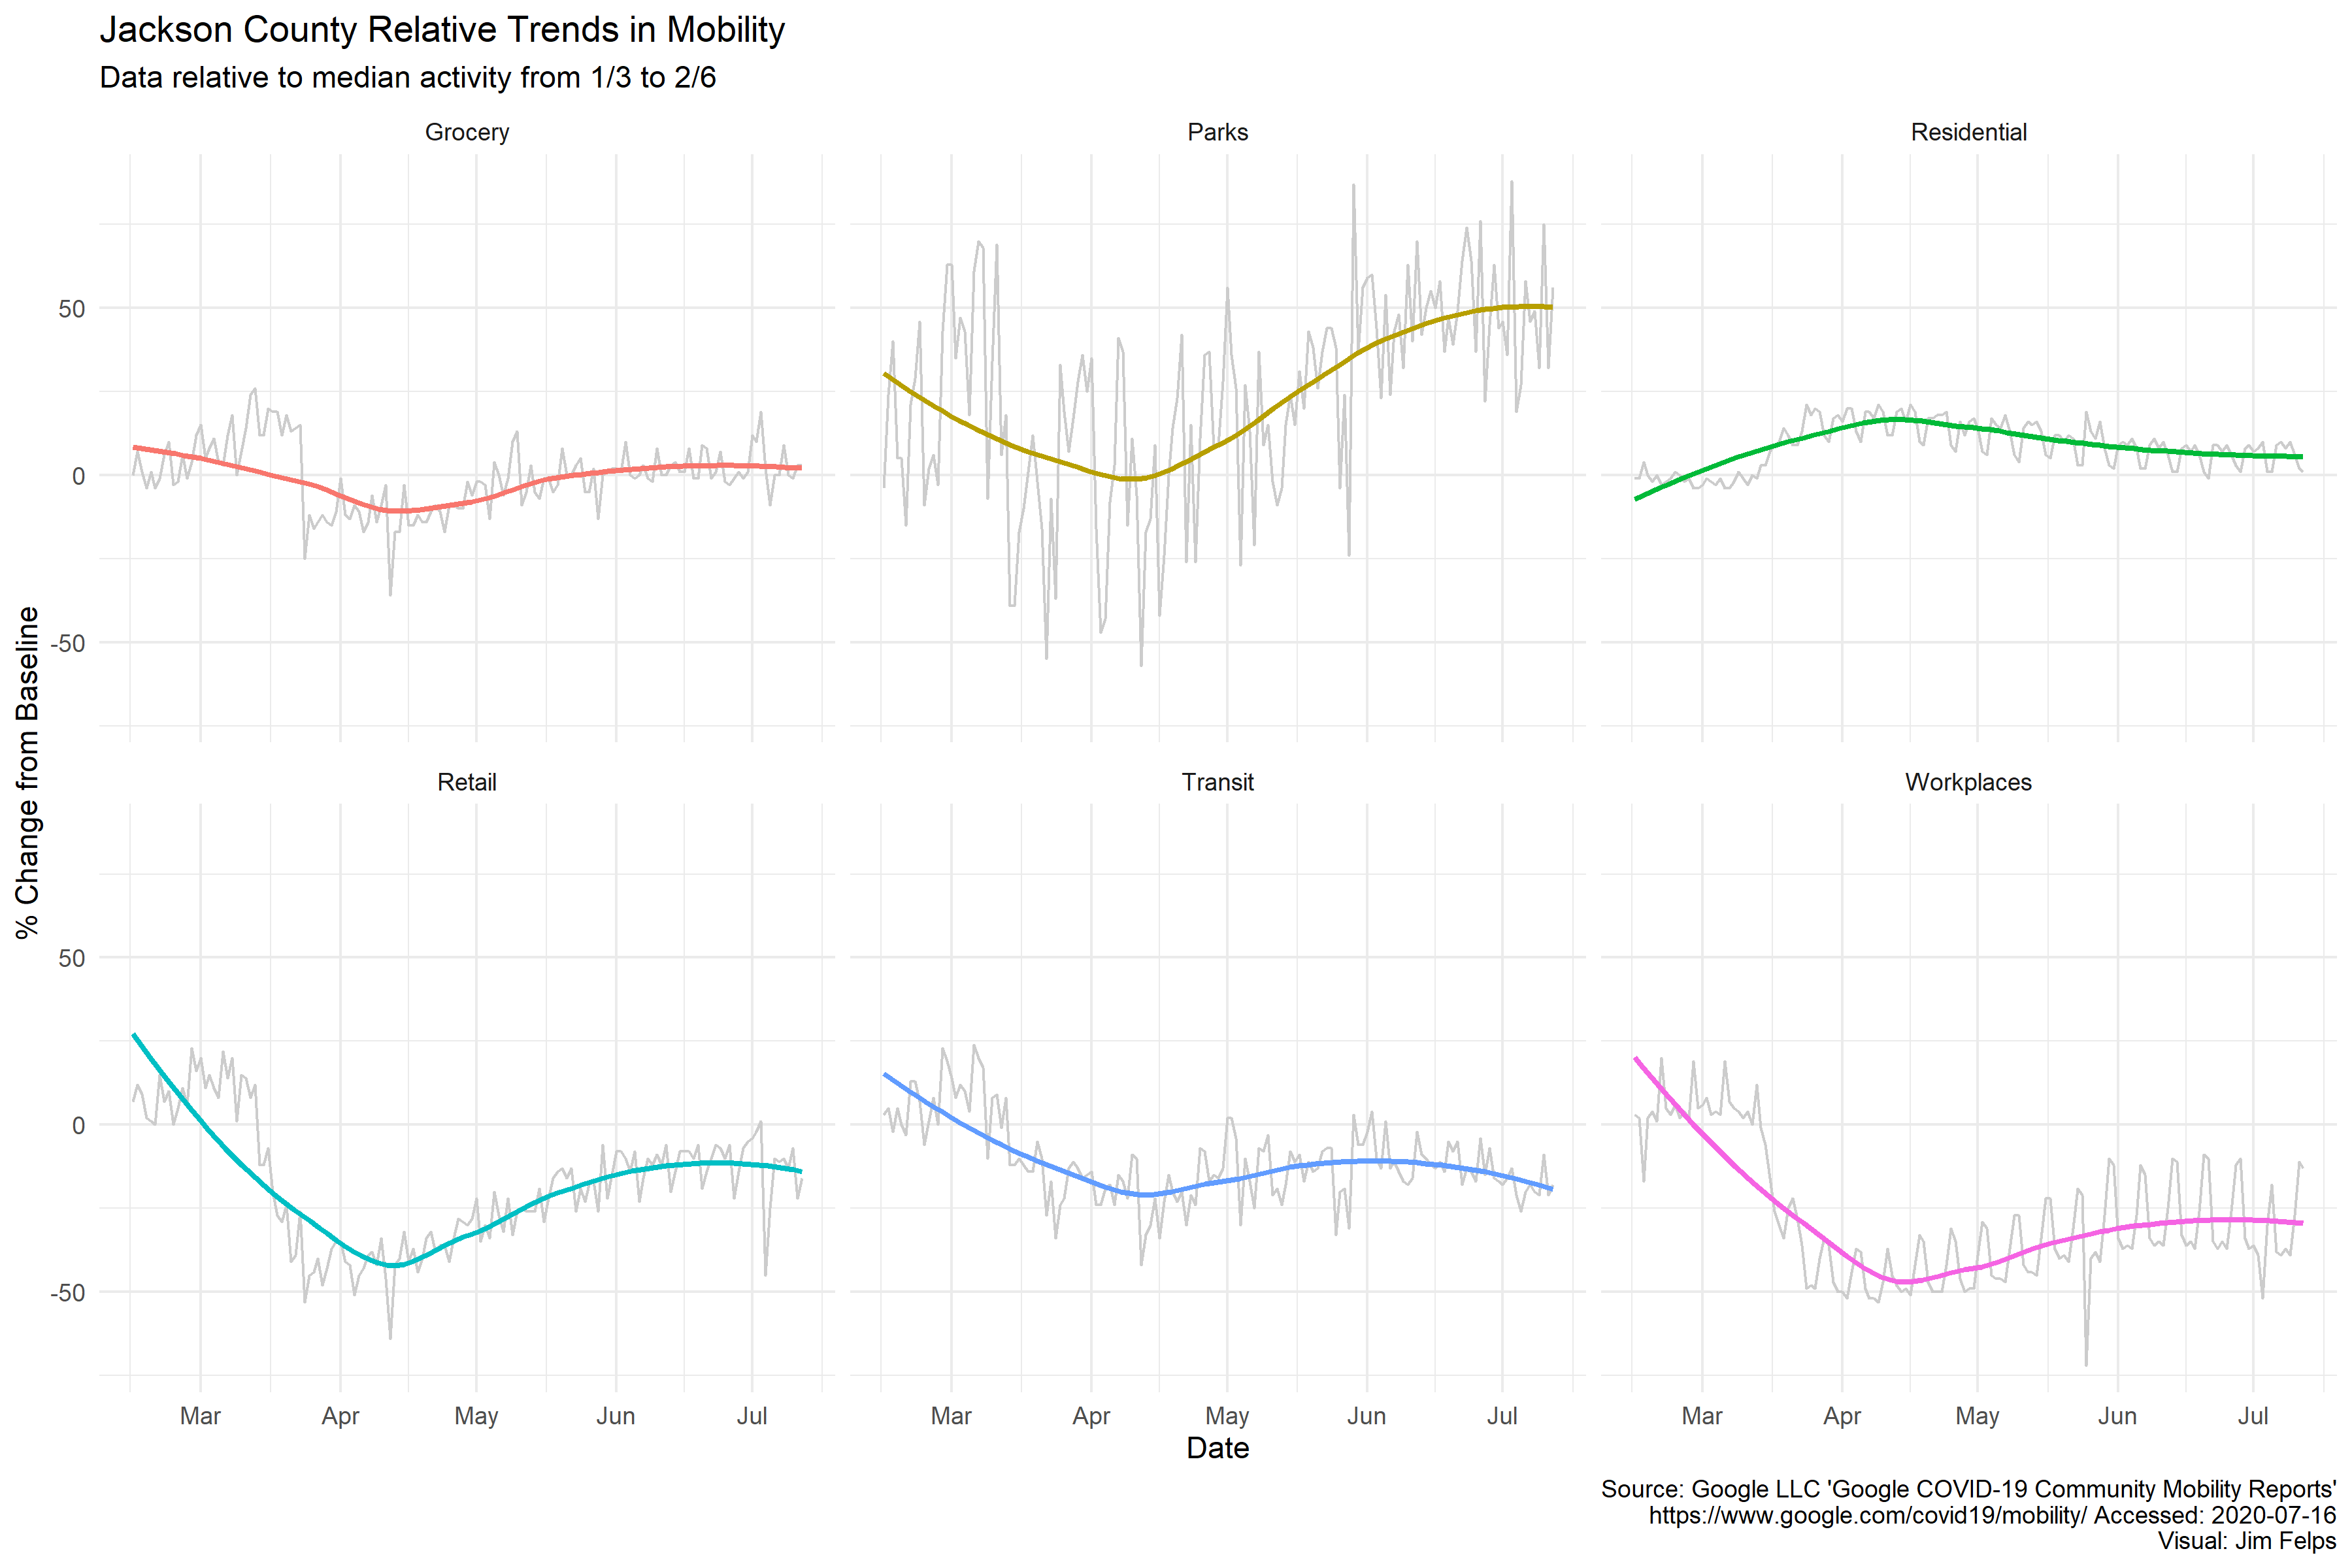 Jackson County Relative Trends in Mobility
Data relative to median activity from 1/3 to 2/6
Grocery
Parks
Residential
50
0
-50
% Change from Baseline
Retail
Transit
Workplaces
50
0
-50
Mar Apr May Jun Jul
Mar Apr May Jun Jul
Mar Apr May Jun Jul
Date
Source: Google LLC 'Google COVID-19 Community Mobility Reports'
https://www.google.com/covid19/mobility/ Accessed: 2020-07-16
Visual: Jim Felps